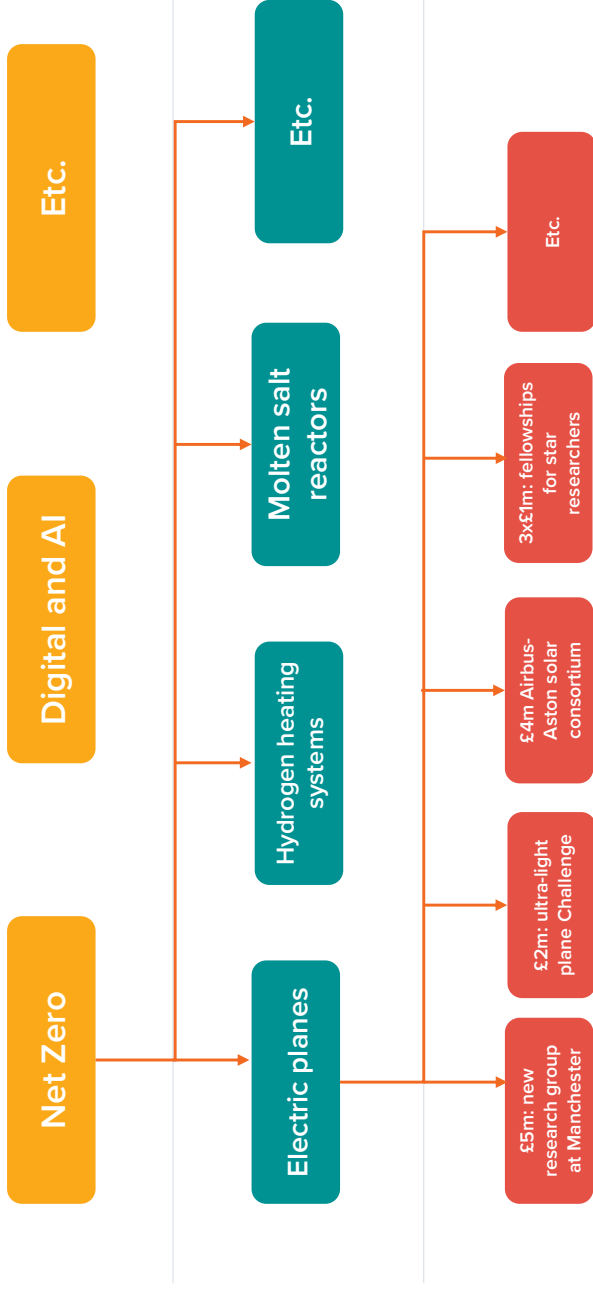 Net Zero
Digital and AI
Etc.
Electric planes
Hydrogen heating
systems
Molten salt
reactors
Etc.
£5m: new
research group
at Manchester
£2m: ultra-light
plane Challenge
£4m Airbus-
Aston solar
consortium
3x£1m: fellowships
for star
researchers
Etc.